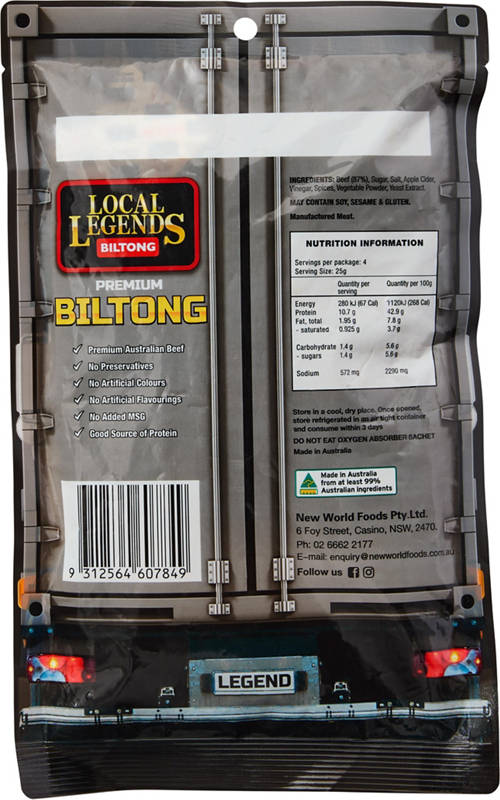 LOCAL
LEGENDS
BILTONG
PREMIUM
BILTONG
✓ Premium Australian Beef
✓ No Preservatives
✓ No Artificial Colours
✓ No Artificial Flavourings
✓ No Added MSG
✓ Good Source of Protein
9 312564 607849
INGREDIENTS: Beef (87%), Sugar, Salt, Apple Cider,
Vinegar, Spices, Vegetable Powder, Yeast Extract.
MAY CONTAIN SOY, SESAME & GLUTEN.
Manufactured Meat.
NUTRITION INFORMATION
Servings per package: 4
Serving Size: 25g
Quantity per serving Quantity per 100g
Energy 280 kJ (67 Cal) 1120kJ (268 Cal)
Protein 10.7 g 42.9 g
Fat, total 1.95 g 7.8 g
- saturated 0.925 g 3.7g
Carbohydrate 1.4 g 5.6g
- sugars 1.4 g 5.6g
Sodium 572 mg 2290 mg
Store in a cool, dry place. Once opened,
store refrigerated in an air tight container
and consume within 3 days
DO NOT EAT OXYGEN ABSORBER SACHET
Made in Australia
Made in Australia
from at least 99%
Australian ingredients
New World Foods Pty.Ltd.
6 Foy Street, Casino, NSW, 2470.
Ph: 02 6662 2177
E-mail: enquiry@newworldfoods.com.au
Follow us
LEGEND